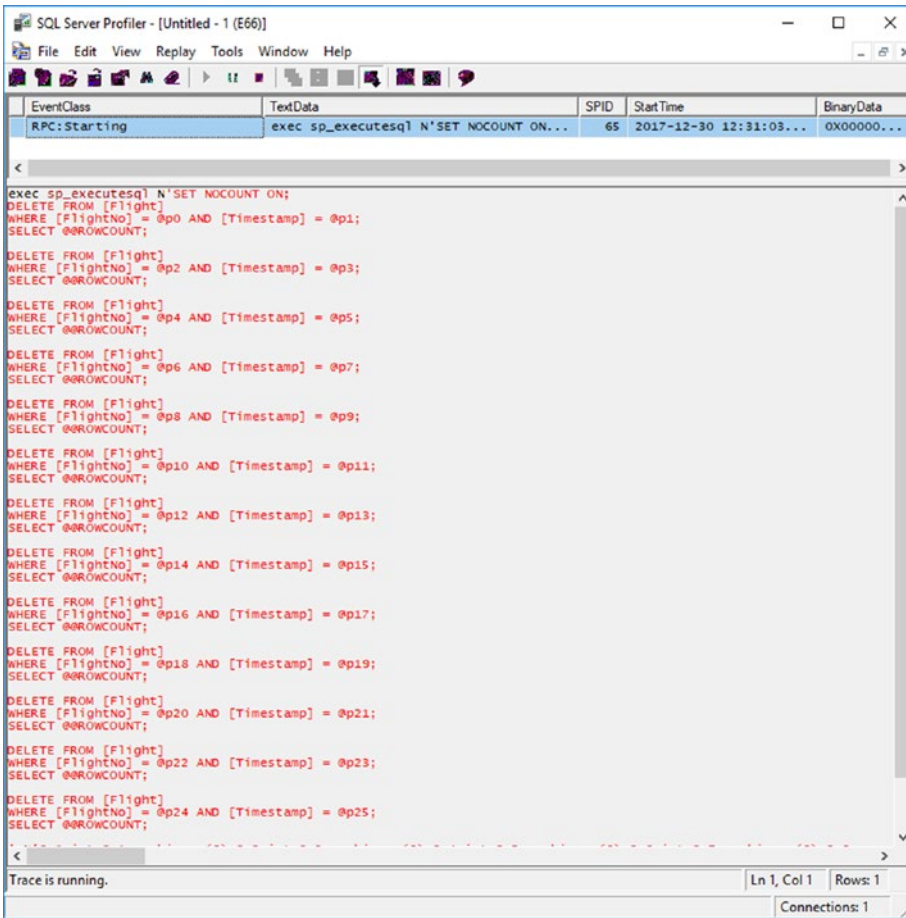 SQL Server Profiler - [Untitled - 1 (E66)]
File Edit View Replay Tools Window Help
EventClass TextData SPID StartTime BinaryData
RPC:Starting exec sp_executesql N'SET NOCOUNT ON... 65 2017-12-30 12:31:03... 0X00000...
exec sp_executesql N'SET NOCOUNT ON;
DELETE FROM [Flight]
WHERE [FlightNo] = @p0 AND [Timestamp] = @p1;
SELECT @@ROWCOUNT;
DELETE FROM [Flight]
WHERE [FlightNo] = @p2 AND [Timestamp] = @p3;
SELECT @@ROWCOUNT;
DELETE FROM [Flight]
WHERE [FlightNo] = @p4 AND [Timestamp] = @p5;
SELECT @@ROWCOUNT;
DELETE FROM [Flight]
WHERE [FlightNo] = @p6 AND [Timestamp] = @p7;
SELECT @@ROWCOUNT;
DELETE FROM [Flight]
WHERE [FlightNo] = @p8 AND [Timestamp] = @p9;
SELECT @@ROWCOUNT;
DELETE FROM [Flight]
WHERE [FlightNo] = @p10 AND [Timestamp] = @p11;
SELECT @@ROWCOUNT;
DELETE FROM [Flight]
WHERE [FlightNo] = @p12 AND [Timestamp] = @p13;
SELECT @@ROWCOUNT;
DELETE FROM [Flight]
WHERE [FlightNo] = @p14 AND [Timestamp] = @p15;
SELECT @@ROWCOUNT;
DELETE FROM [Flight]
WHERE [FlightNo] = @p16 AND [Timestamp] = @p17;
SELECT @@ROWCOUNT;
DELETE FROM [Flight]
WHERE [FlightNo] = @p18 AND [Timestamp] = @p19;
SELECT @@ROWCOUNT;
DELETE FROM [Flight]
WHERE [FlightNo] = @p20 AND [Timestamp] = @p21;
SELECT @@ROWCOUNT;
DELETE FROM [Flight]
WHERE [FlightNo] = @p22 AND [Timestamp] = @p23;
SELECT @@ROWCOUNT;
DELETE FROM [Flight]
WHERE [FlightNo] = @p24 AND [Timestamp] = @p25;
SELECT @@ROWCOUNT;
Trace is running. Ln 1, Col 1 Rows: 1
Connections: 1